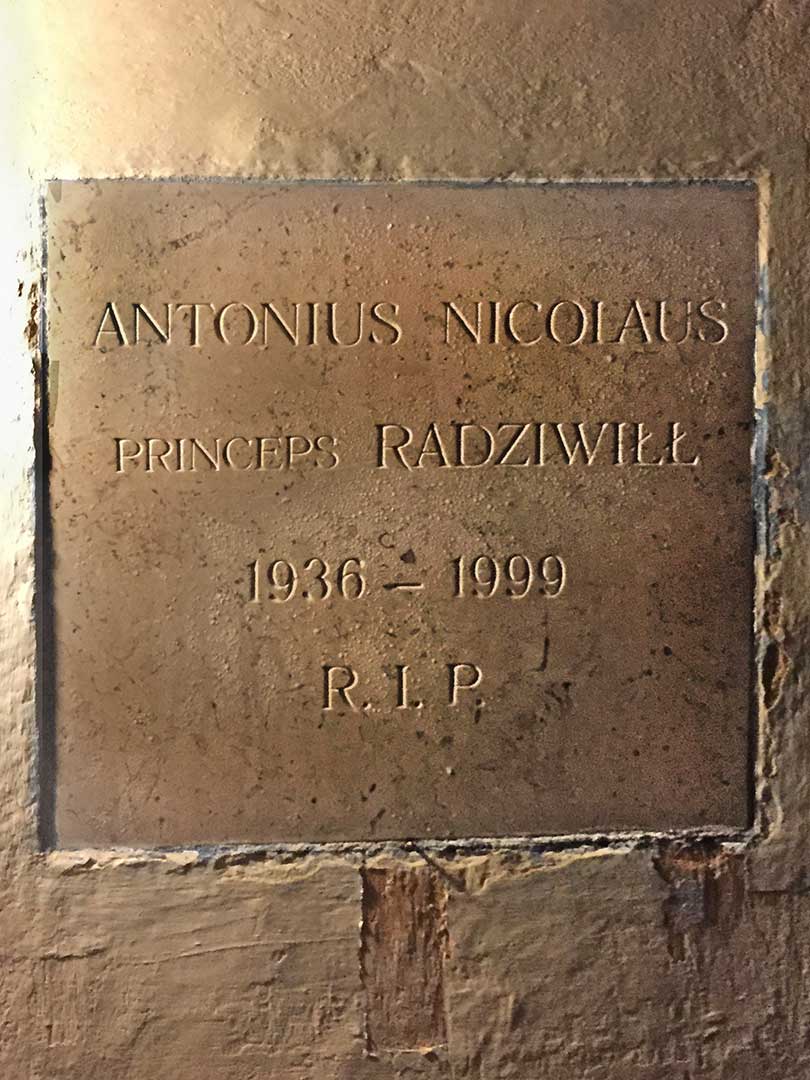 ANTONIUS NICOLAUS
PRINCEPS RADZIWIŁŁ
1936 – 1999
R. I. P.